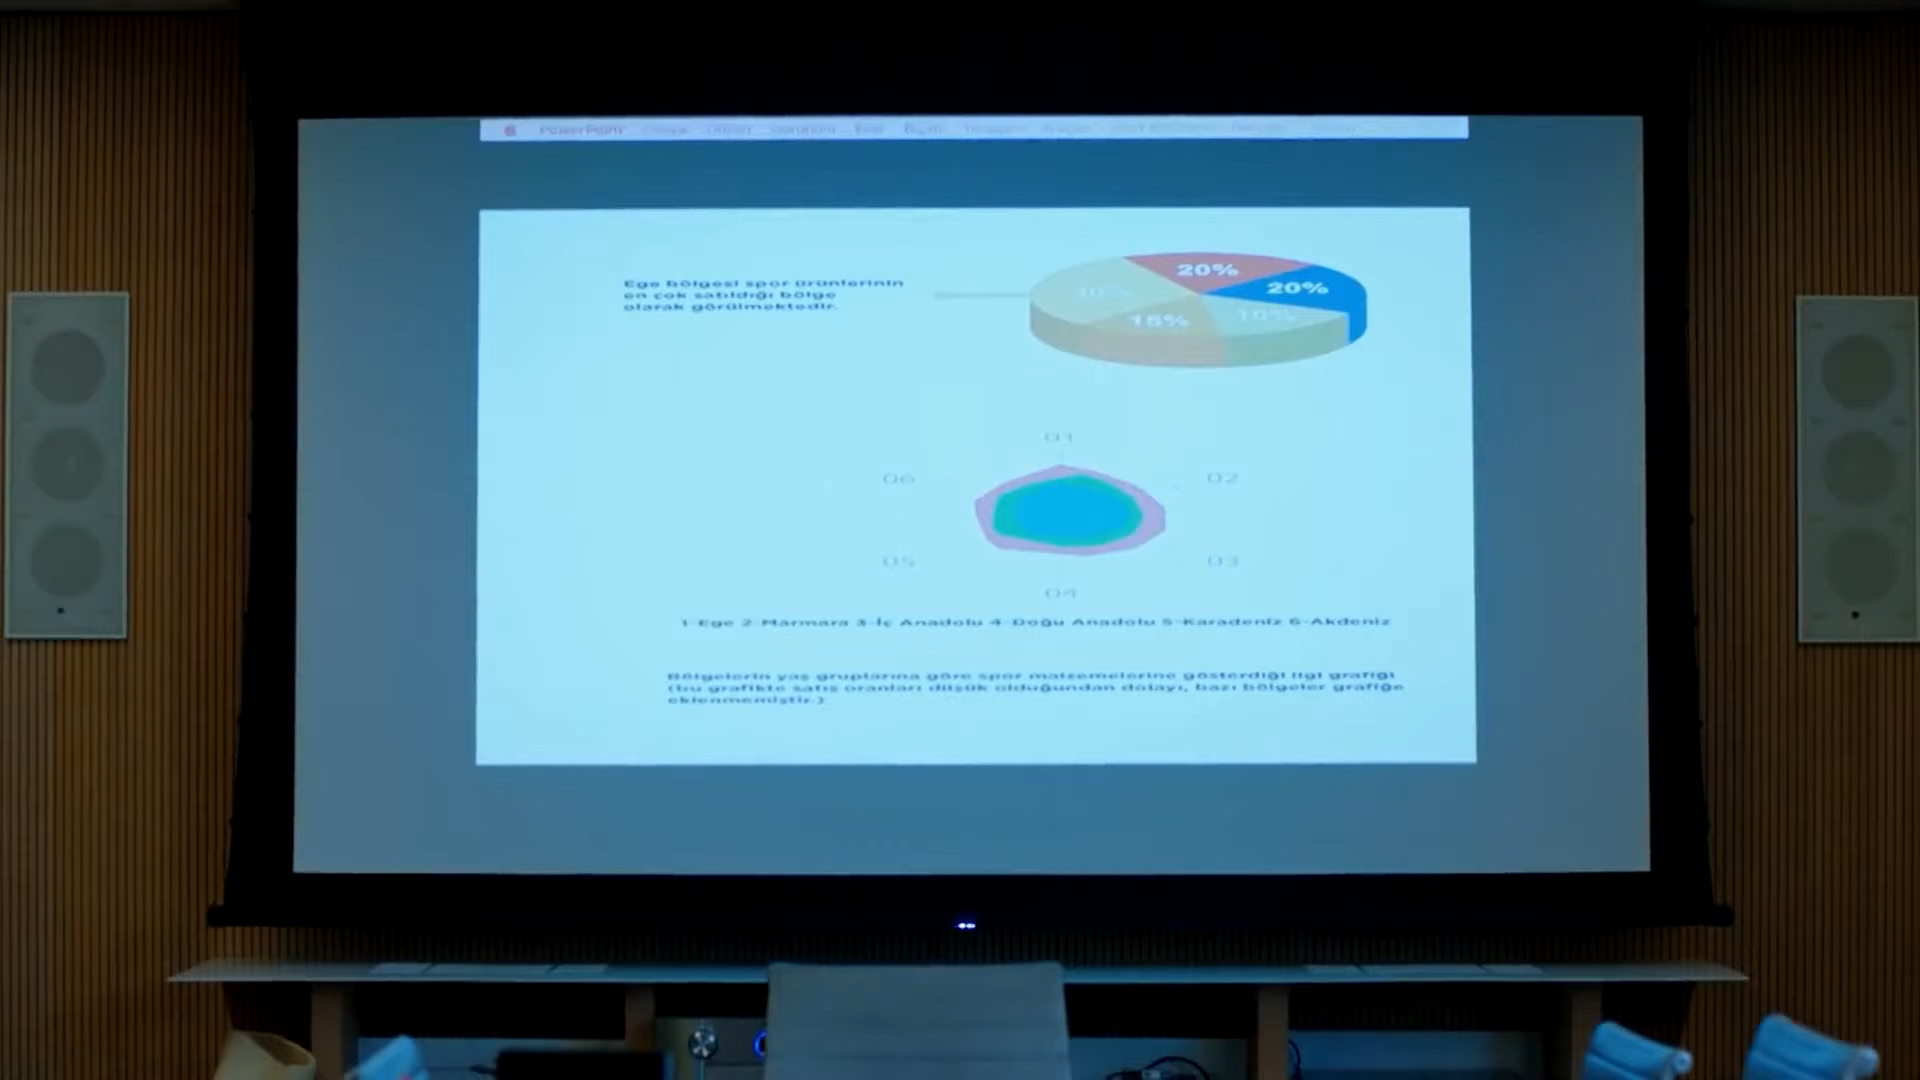 PowerPoint
Ege bölgesi spor ürünlerinin
en çok satıldığı bölge
olarak görülmektedir.
20%
20%
10%
15%
01
06
02
05
03
04
1-Ege 2-Marmara 3-İç Anadolu 4-Doğu Anadolu 5-Karadeniz 6-Akdeniz
Bölgelerin yaş gruplarına göre spor malzemelerine gösterdiği ilgi grafiği
(bu grafikte satış oranları düşük olduğundan dolayı, bazı bölgeler grafiğe
eklenmemiştir.)